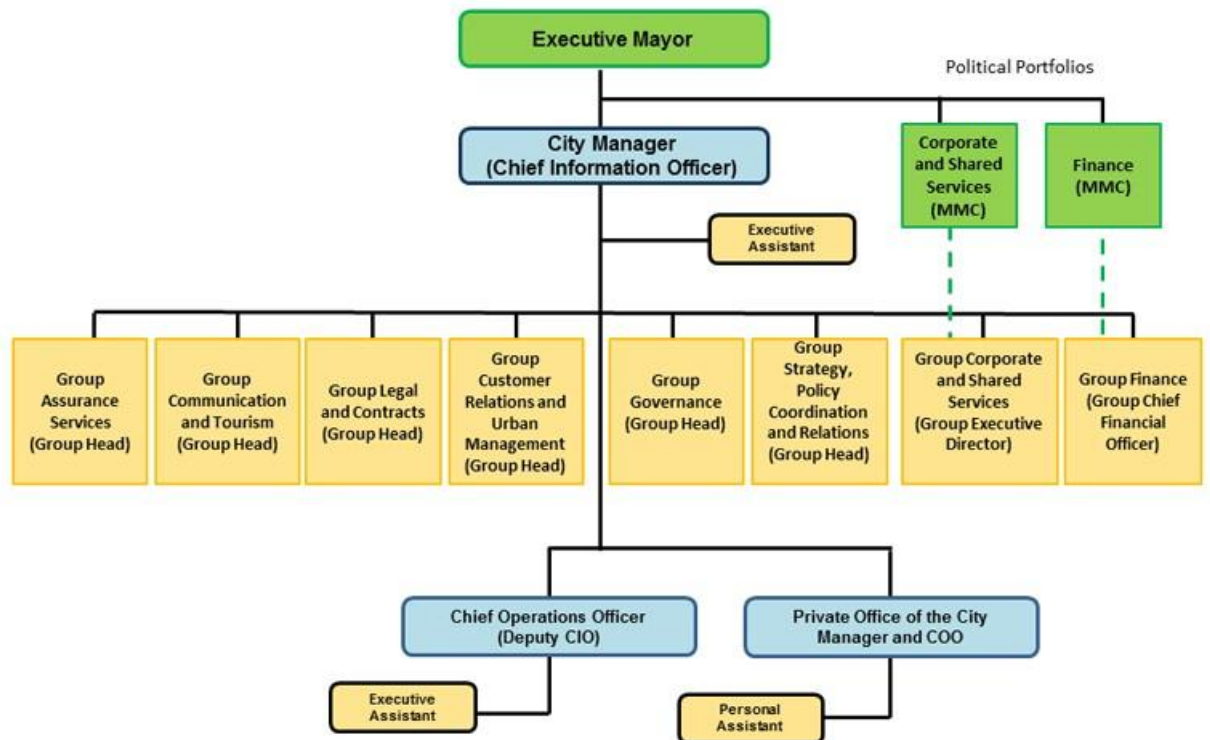 Executive Mayor
Political Portfolios
City Manager
(Chief Information Officer)
Corporate
and Shared
Services
(MMC)
Finance
(MMC)
Executive
Assistant
Group
Assurance
Services
(Group Head)
Group
Communication
and Tourism
(Group Head)
Group Legal
and Contracts
(Group Head)
Group
Customer
Relations and
Urban
Management
(Group Head)
Group
Governance
(Group Head)
Group
Strategy,
Policy
Coordination
and Relations
(Group Head)
Group Corporate
and Shared
Services
(Group Executive
Director)
Group Finance
(Group Chief
Financial
Officer)
Chief Operations Officer
(Deputy CIO)
Private Office of the City
Manager and COO
Executive
Assistant
Personal
Assistant